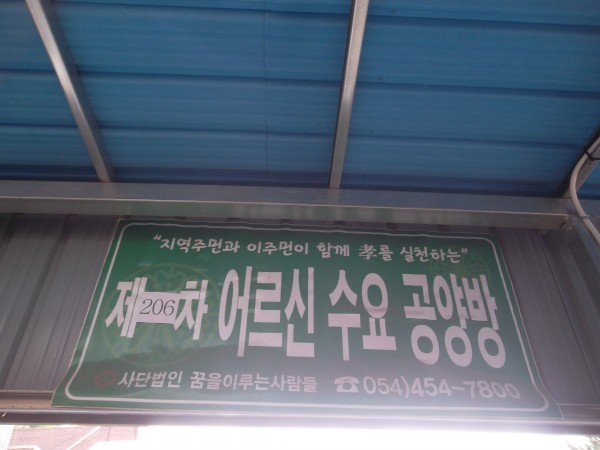 “지역주민과 이주민이 함께 孝를 실천하는”
제206차 어르신 수요 공양방
사단법인 꿈을이루는사람들 ☎054)454-7800